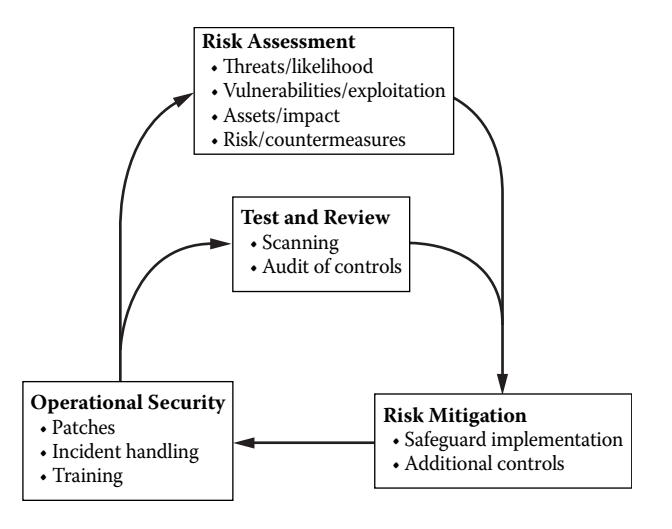 Risk Assessment
• Threats/likelihood
• Vulnerabilities/exploitation
• Assets/impact
• Risk/countermeasures
Test and Review
• Scanning
• Audit of controls
Operational Security
• Patches
• Incident handling
• Training
Risk Mitigation
• Safeguard implementation
• Additional controls